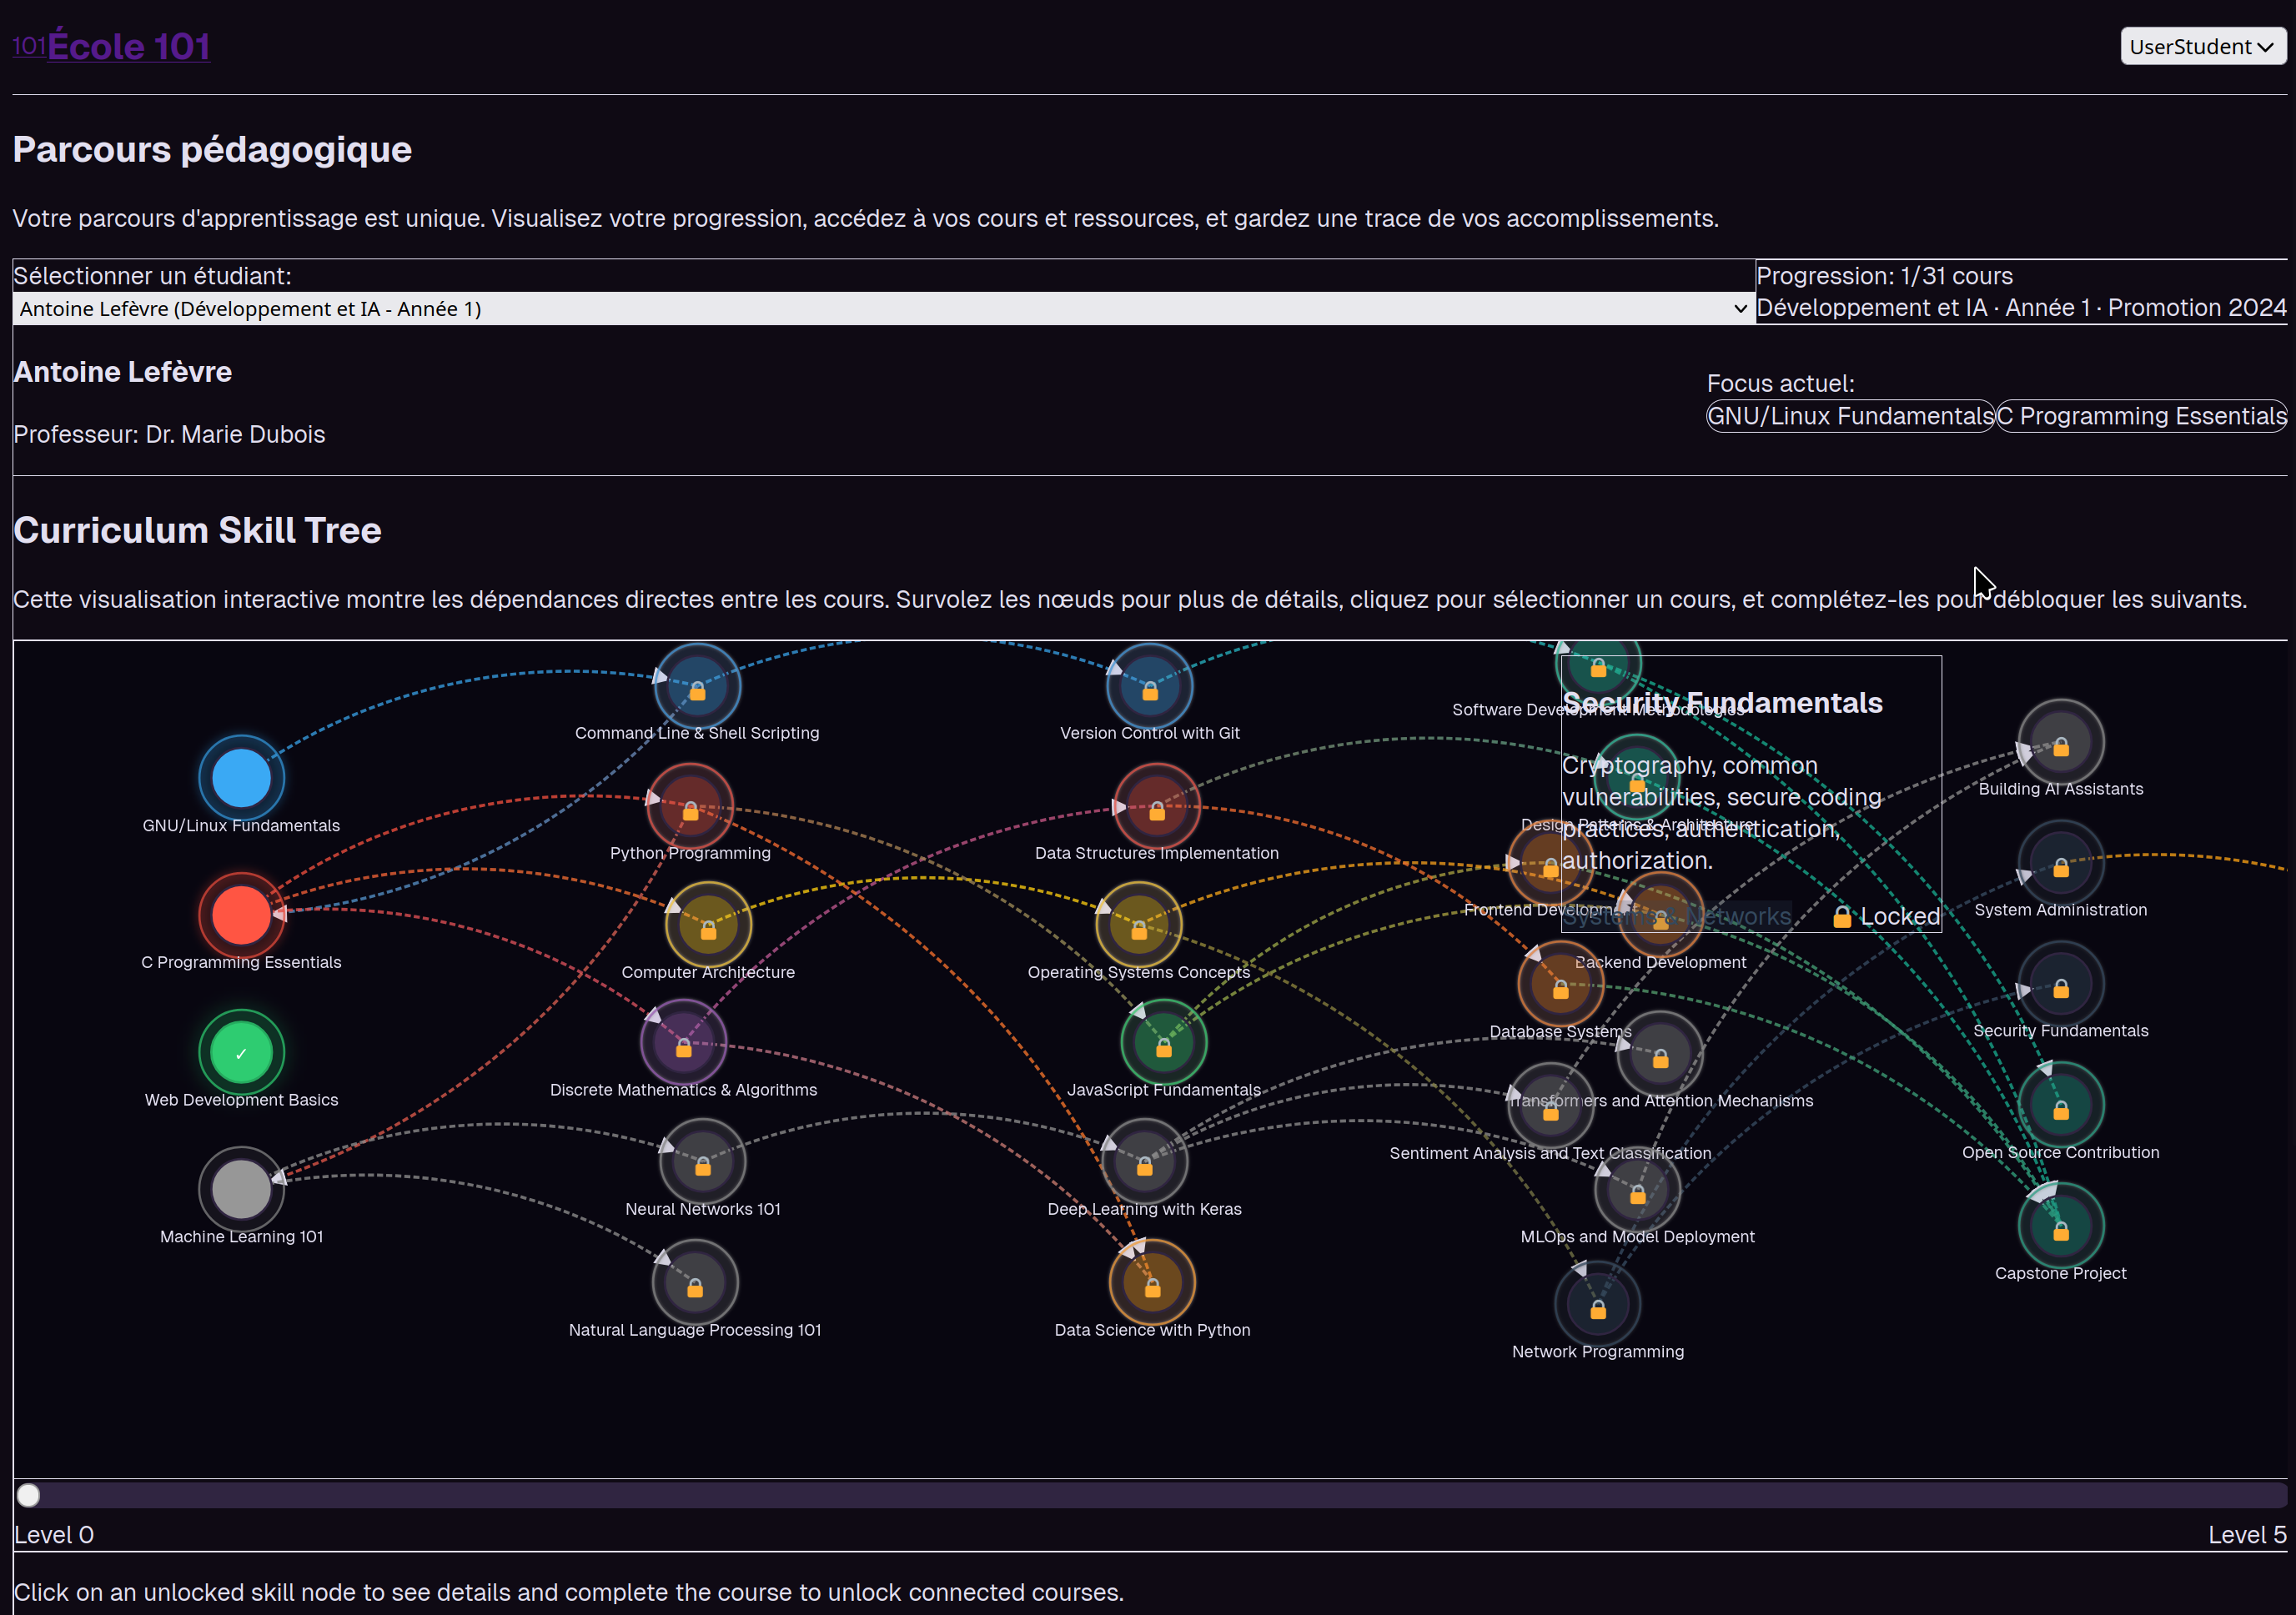 101École 101
UserStudent
Parcours pédagogique
Votre parcours d'apprentissage est unique. Visualisez votre progression, accédez à vos cours et ressources, et gardez une trace de vos accomplissements.
Sélectionner un étudiant:
Antoine Lefèvre (Développement et IA - Année 1)
Progression: 1/31 cours
Développement et IA · Année 1 · Promotion 2024
Antoine Lefèvre
Professeur: Dr. Marie Dubois
Focus actuel:
GNU/Linux Fundamentals
C Programming Essentials
Curriculum Skill Tree
Cette visualisation interactive montre les dépendances directes entre les cours. Survolez les nœuds pour plus de détails, cliquez pour sélectionner un cours, et complétez-les pour débloquer les suivants.
GNU/Linux Fundamentals
C Programming Essentials
✓
Web Development Basics
Machine Learning 101
Command Line & Shell Scripting
Python Programming
Computer Architecture
Discrete Mathematics & Algorithms
Neural Networks 101
Natural Language Processing 101
Version Control with Git
Data Structures Implementation
Operating Systems Concepts
JavaScript Fundamentals
Deep Learning with Keras
Data Science with Python
Software Development Methodologies
Design Patterns & Architecture
Frontend Developm
Backend Development
Database Systems
Transformers and Attention Mechanisms
Sentiment Analysis and Text Classification
MLOps and Model Deployment
Network Programming
Security Fundamentals
Cryptography, common
vulnerabilities, secure coding
practices, authentication,
authorization.
Systems & Networks
Locked
Building AI Assistants
System Administration
Security Fundamentals
Open Source Contribution
Capstone Project
Level 0
Level 5
Click on an unlocked skill node to see details and complete the course to unlock connected courses.